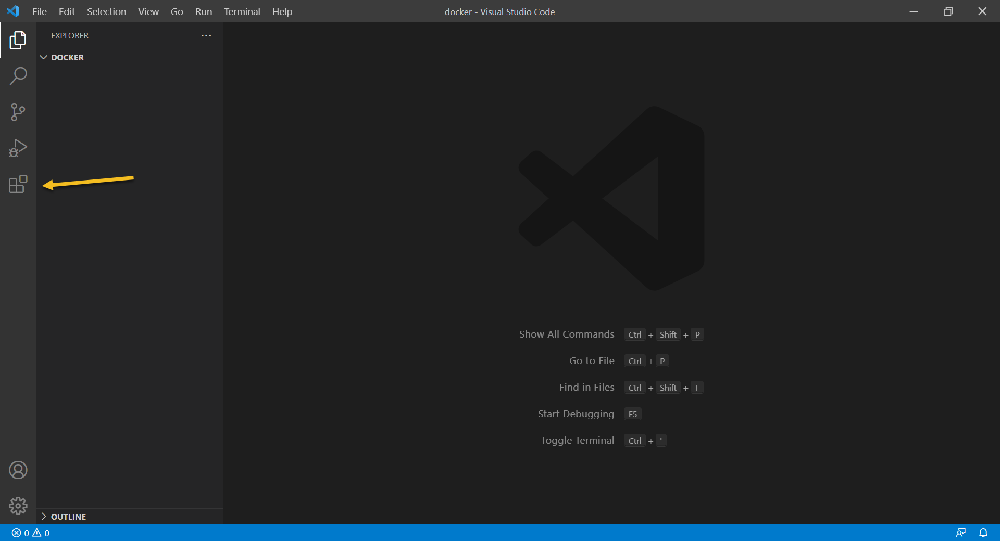 File Edit Selection View Go Run Terminal Help
docker - Visual Studio Code
EXPLORER
DOCKER
Show All Commands Ctrl + Shift + P
Go to File Ctrl + P
Find in Files Ctrl + Shift + F
Start Debugging F5
Toggle Terminal Ctrl + '
OUTLINE
0 0